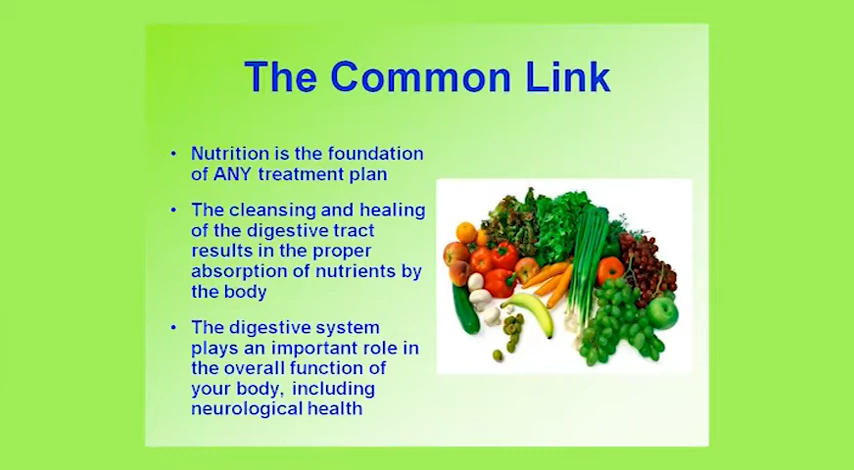 The Common Link
• Nutrition is the foundation
of ANY treatment plan
• The cleansing and healing
of the digestive tract
results in the proper
absorption of nutrients by
the body
• The digestive system
plays an important role in
the overall function of
your body, including
neurological health